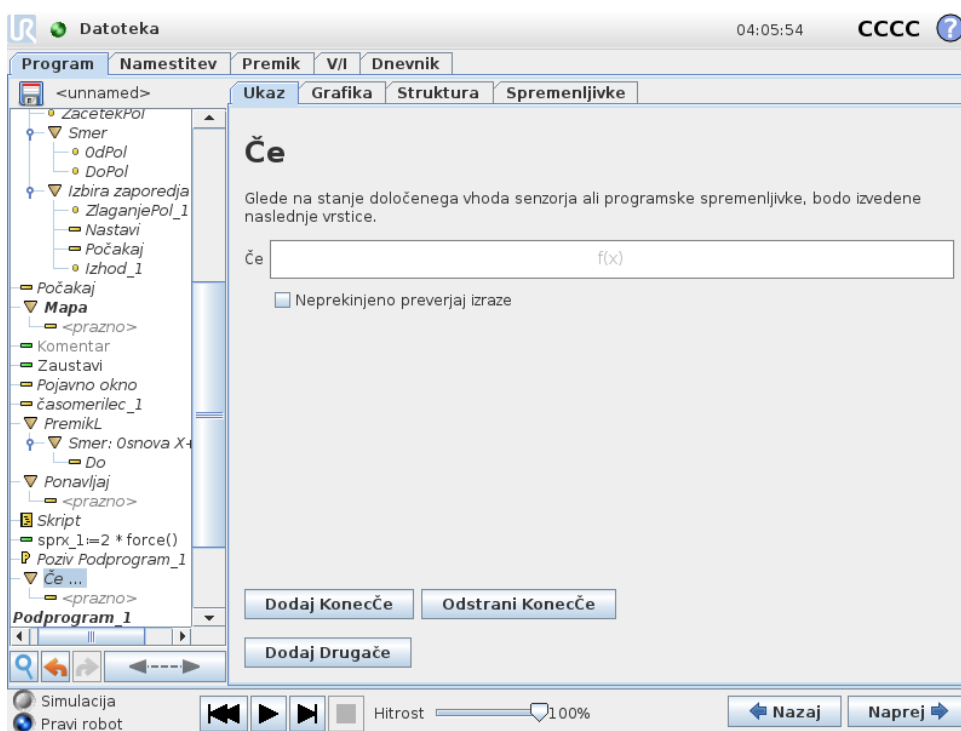 UR Datoteka 04:05:54 CCCC ?
Program Namestitev Premik V/I Dnevnik
<unnamed>
ZacetekPol
Smer
0dPol
DoPol
Izbira zaporedja
ZlaganjePol_1
Nastavi
Počakaj
Izhod_1
Počakaj
Mapa
<prazno>
Komentar
Zaustavi
Pojavno okno
časomerilec_1
PremikL
Smer: 0snova X+
Do
Ponavljaj
<prazno>
Skript
sprx_1:=2 * force()
Poziv Podprogram_1
Če ...
<prazno>
Podprogram_1
Ukaz Grafika Struktura Spremenljivke
Če
Glede na stanje določenega vhoda senzorja ali programske spremenljivke, bodo izvedene
naslednje vrstice.
Če f(x)
Neprekinjeno preverjaj izraze
Dodaj KonecČe Odstrani KonecČe
Dodaj Drugače
Simulacija
Pravi robot
Hitrost 100%
Nazaj Naprej